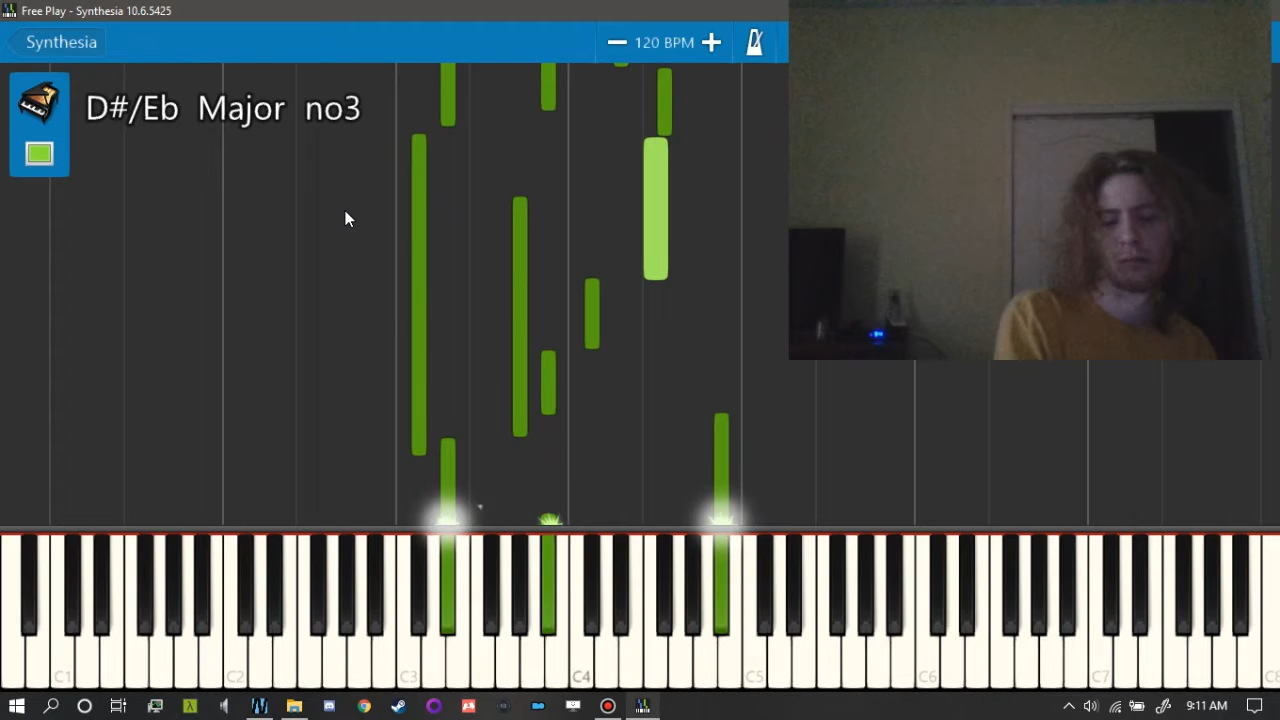 Free Play - Synthesia 10.6.5425
Synthesia
120 BPM
D#/Eb Major no3
C1 C2 C3 C4 C5 C6 C7 C8
9:11 AM